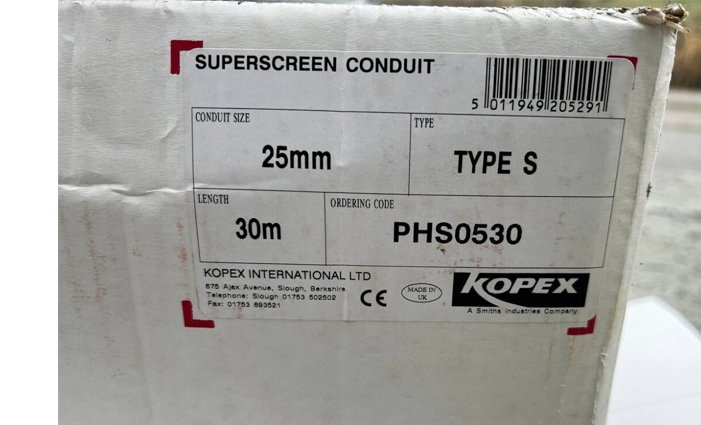 SUPERSCREEN CONDUIT
5 011949 205291
CONDUIT SIZE
25mm
TYPE
TYPE S
LENGTH
30m
ORDERING CODE
PHS0530
KOPEX INTERNATIONAL LTD
675 Ajax Avenue, Slough, Berkshire
Telephone: Slough 01753 502502
Fax: 01753 693521
CE
MADE IN
UK
KOPEX
A Smiths Industries Company